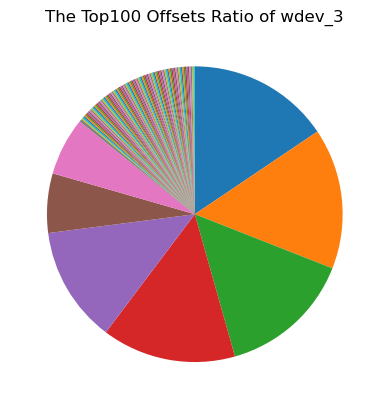 The Top100 Offsets Ratio of wdev_3